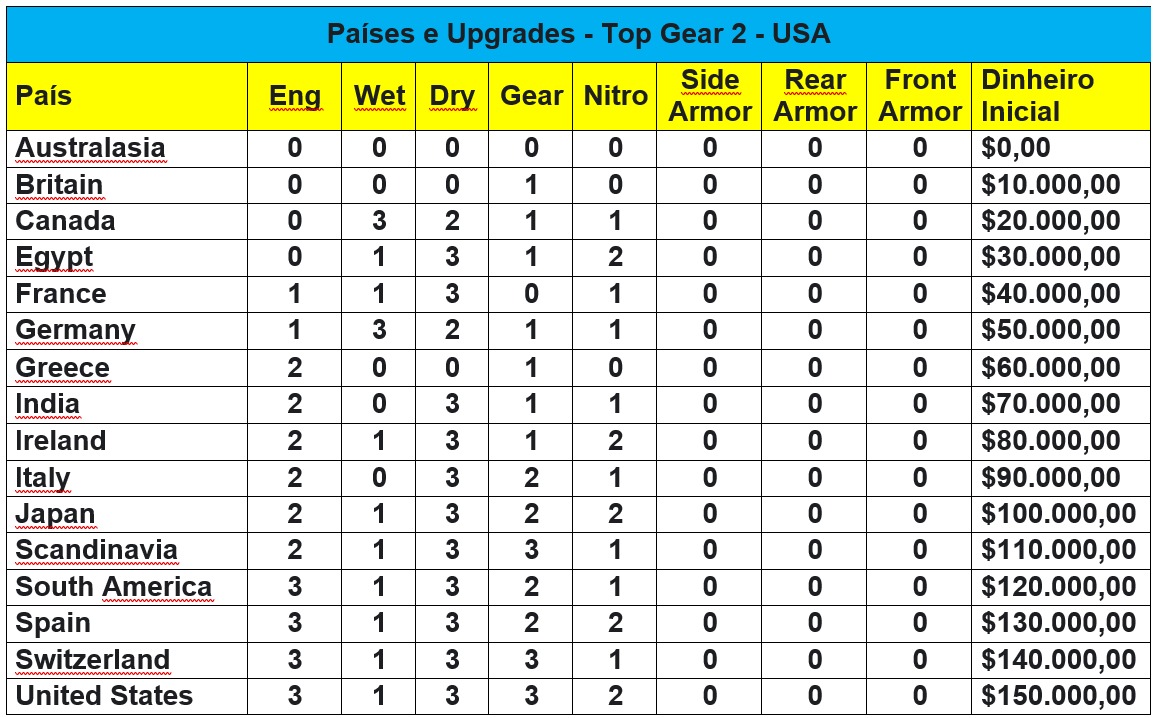 Países e Upgrades - Top Gear 2 - USA
País Eng Wet Dry Gear Nitro Side Armor Rear Armor Front Armor Dinheiro Inicial
Australasia 0 0 0 0 0 0 0 0 $0,00
Britain 0 0 0 1 0 0 0 0 $10.000,00
Canada 0 3 2 1 1 0 0 0 $20.000,00
Egypt 0 1 3 1 2 0 0 0 $30.000,00
France 1 1 3 0 1 0 0 0 $40.000,00
Germany 1 3 2 1 1 0 0 0 $50.000,00
Greece 2 0 0 1 0 0 0 0 $60.000,00
India 2 0 3 1 1 0 0 0 $70.000,00
Ireland 2 1 3 1 2 0 0 0 $80.000,00
Italy 2 0 3 2 1 0 0 0 $90.000,00
Japan 2 1 3 2 2 0 0 0 $100.000,00
Scandinavia 2 1 3 3 1 0 0 0 $110.000,00
South America 3 1 3 2 1 0 0 0 $120.000,00
Spain 3 1 3 2 2 0 0 0 $130.000,00
Switzerland 3 1 3 3 1 0 0 0 $140.000,00
United States 3 1 3 3 2 0 0 0 $150.000,00